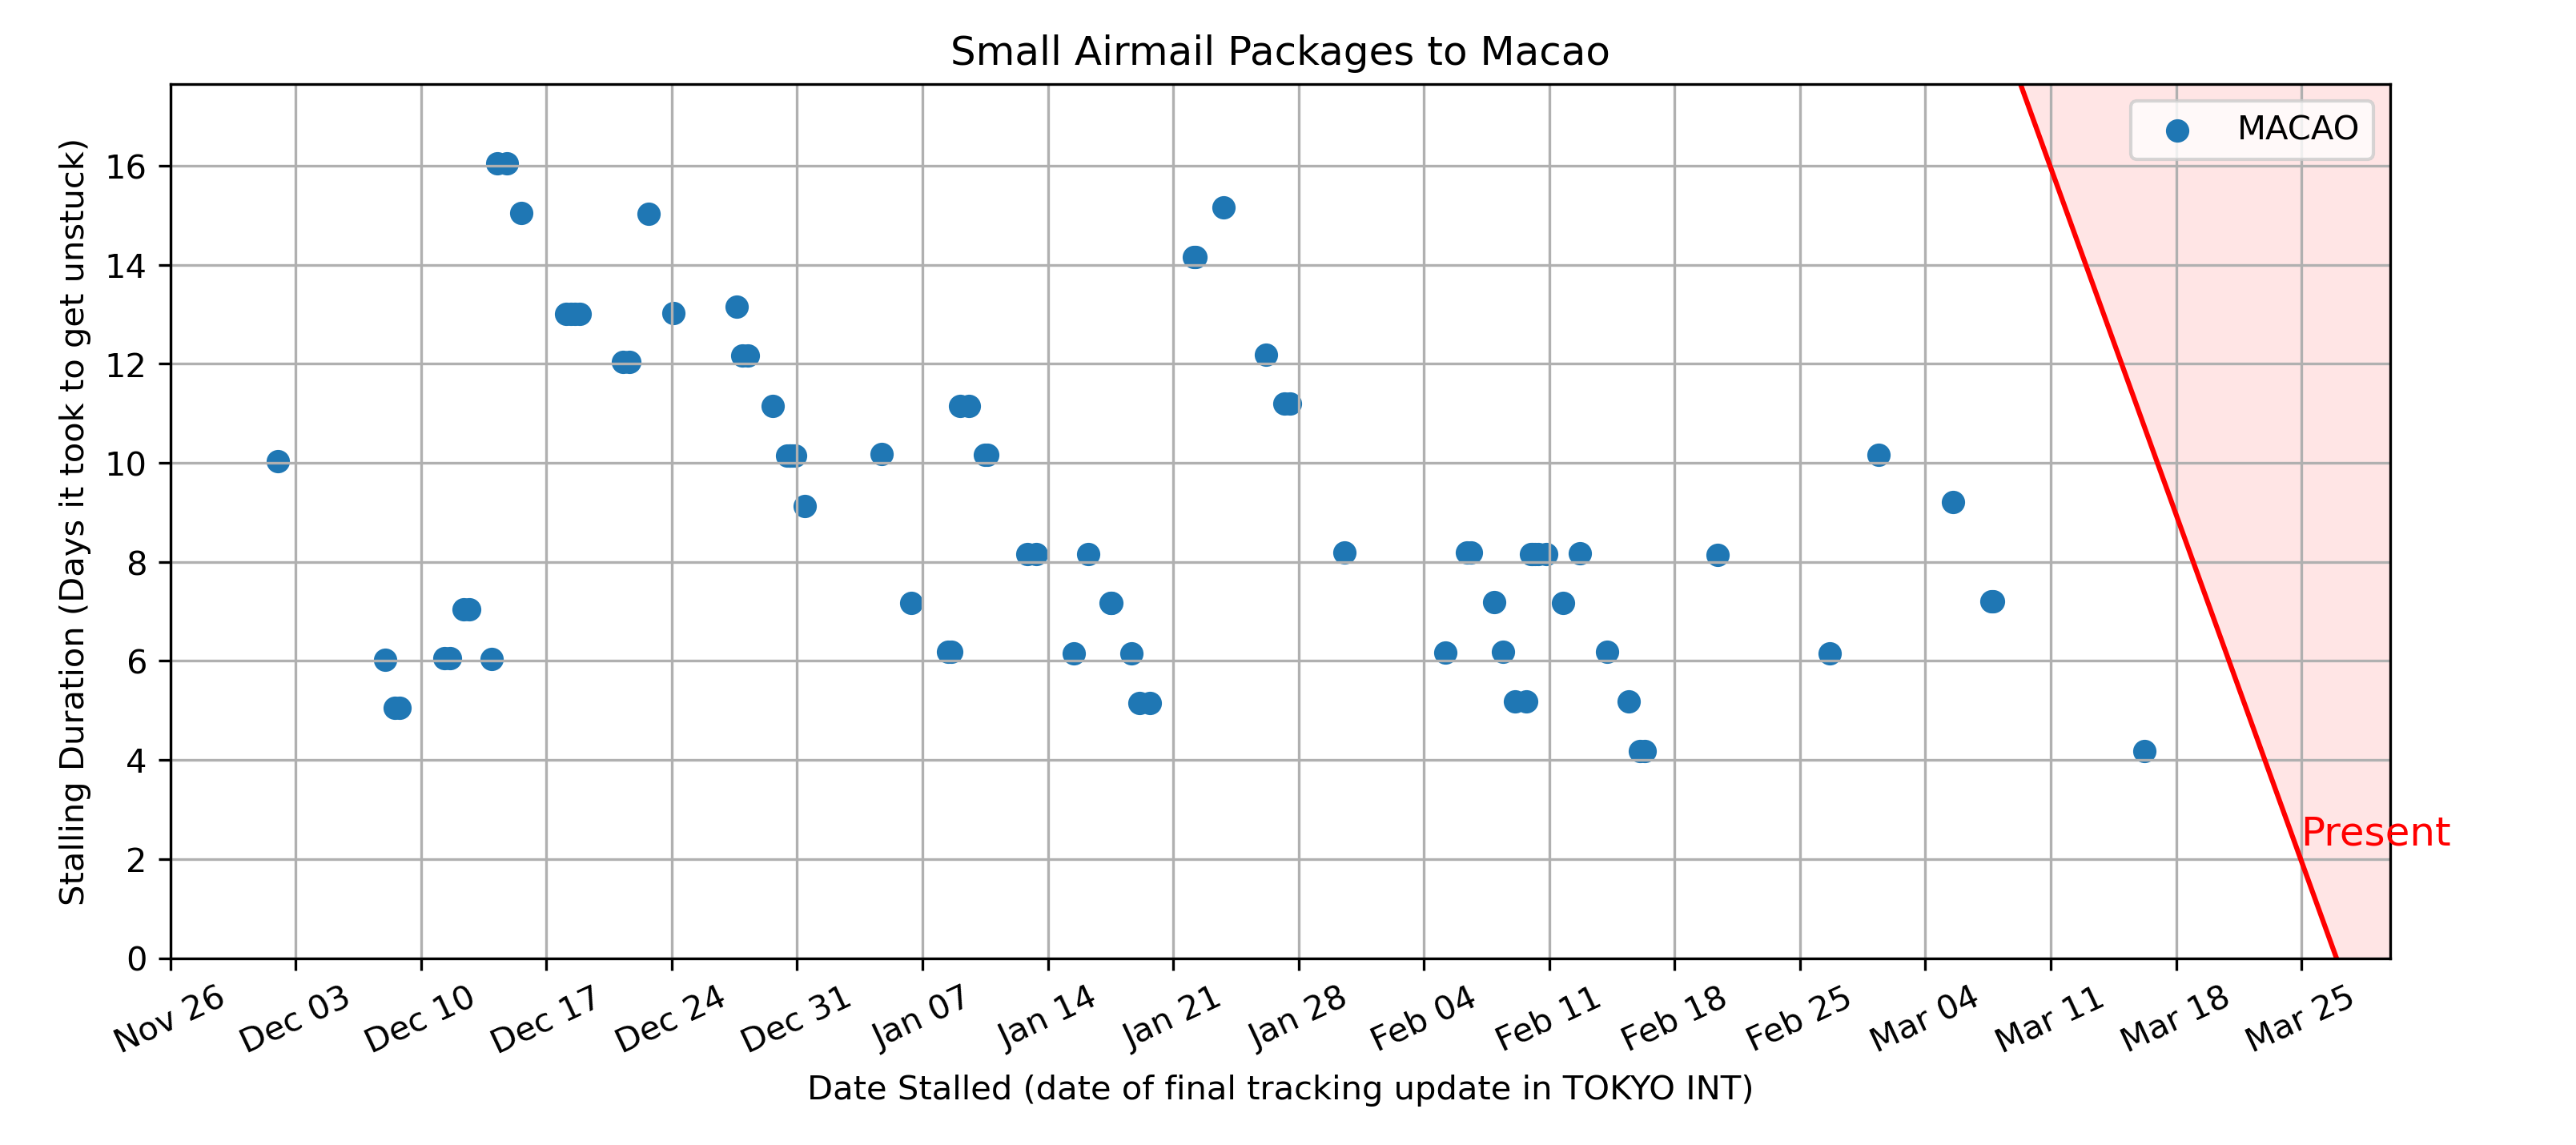 Small Airmail Packages to Macao
MACAO
Stalling Duration (Days it took to get unstuck)
16
14
12
10
8
6
4
2
0
Present
Nov 26
Dec 03
Dec 10
Dec 17
Dec 24
Dec 31
Jan 07
Jan 14
Jan 21
Jan 28
Feb 04
Feb 11
Feb 18
Feb 25
Mar 04
Mar 11
Mar 18
Mar 25
Date Stalled (date of final tracking update in TOKYO INT)